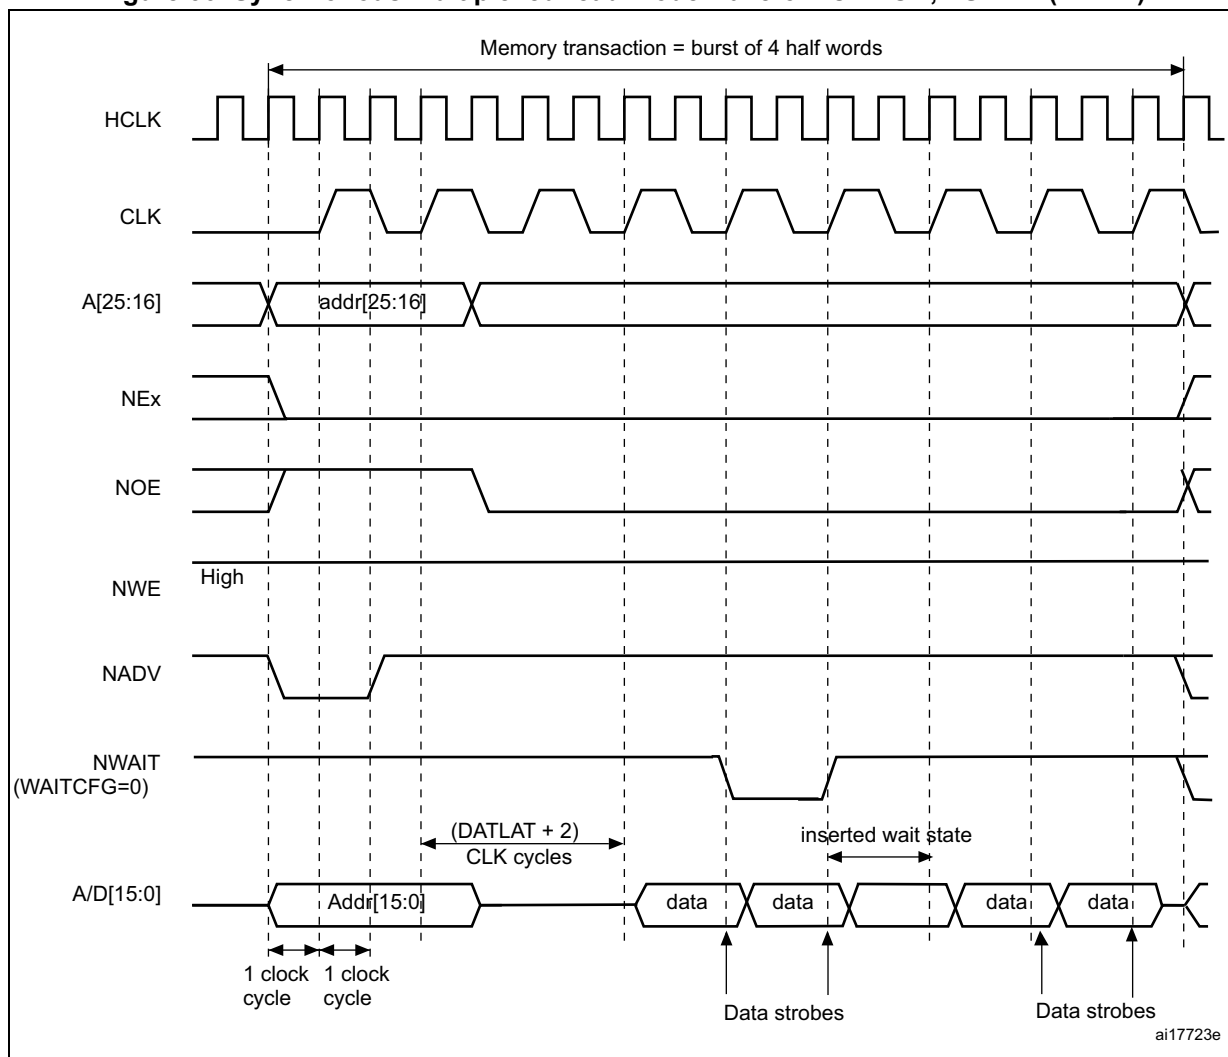 Memory transaction = burst of 4 half words
HCLK
CLK
A[25:16]
addr[25:16]
NEx
NOE
High
NWE
NADV
NWAIT
(WAITCFG=0)
(DATLAT + 2)
CLK cycles
inserted wait state
A/D[15:0]
Addr[15:0]
data
data
data
data
1 clock
cycle
1 clock
cycle
Data strobes
Data strobes
ai17723e